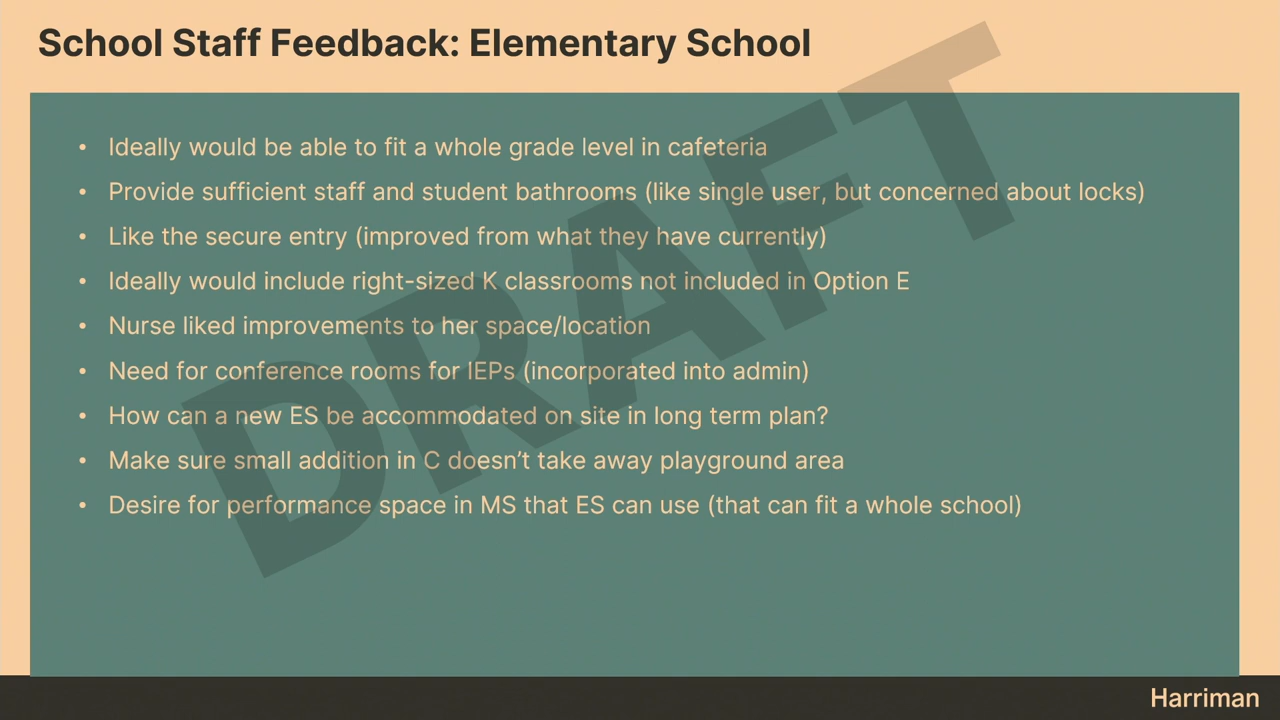 School Staff Feedback: Elementary School
• Ideally would be able to fit a whole grade level in cafeteria
• Provide sufficient staff and student bathrooms (like single user, but concerned about locks)
• Like the secure entry (improved from what they have currently)
• Ideally would include right-sized K classrooms not included in Option E
• Nurse liked improvements to her space/location
• Need for conference rooms for IEPs (incorporated into admin)
• How can a new ES be accommodated on site in long term plan?
• Make sure small addition in C doesn’t take away playground area
• Desire for performance space in MS that ES can use (that can fit a whole school)
DRAFT
Harriman